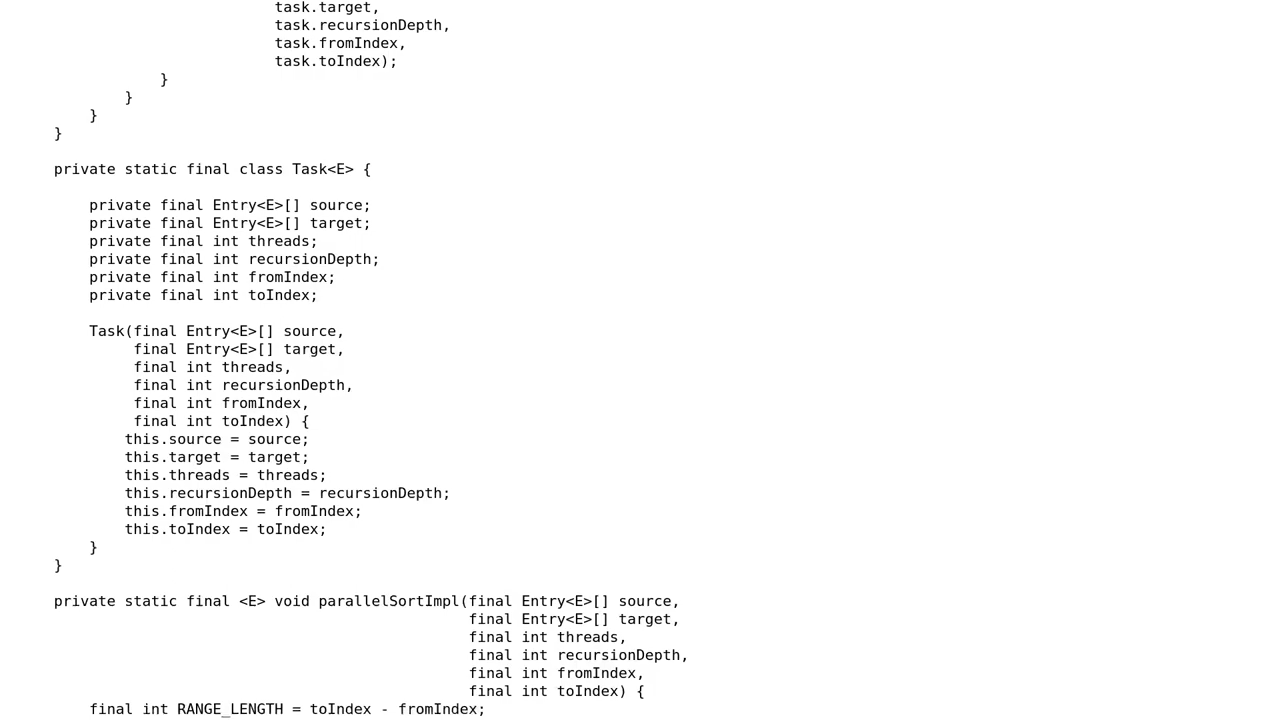 task.target,
                         task.recursionDepth,
                         task.fromIndex,
                         task.toIndex);
            }
        }
    }
}

private static final class Task<E> {

    private final Entry<E>[] source;
    private final Entry<E>[] target;
    private final int threads;
    private final int recursionDepth;
    private final int fromIndex;
    private final int toIndex;

    Task(final Entry<E>[] source,
         final Entry<E>[] target,
         final int threads,
         final int recursionDepth,
         final int fromIndex,
         final int toIndex) {
        this.source = source;
        this.target = target;
        this.threads = threads;
        this.recursionDepth = recursionDepth;
        this.fromIndex = fromIndex;
        this.toIndex = toIndex;
    }
}

private static final <E> void parallelSortImpl(final Entry<E>[] source,
                                               final Entry<E>[] target,
                                               final int threads,
                                               final int recursionDepth,
                                               final int fromIndex,
                                               final int toIndex) {
    final int RANGE_LENGTH = toIndex - fromIndex;